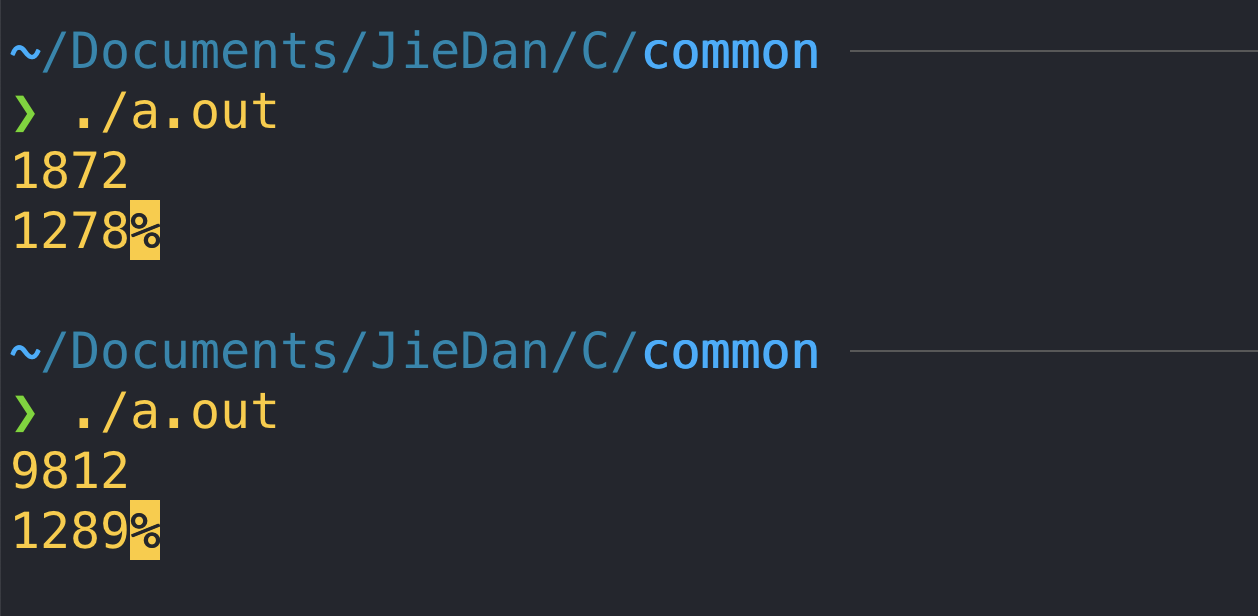 ~/Documents/JieDan/C/common
❯ ./a.out
1872
1278%
~/Documents/JieDan/C/common
❯ ./a.out
9812
1289%